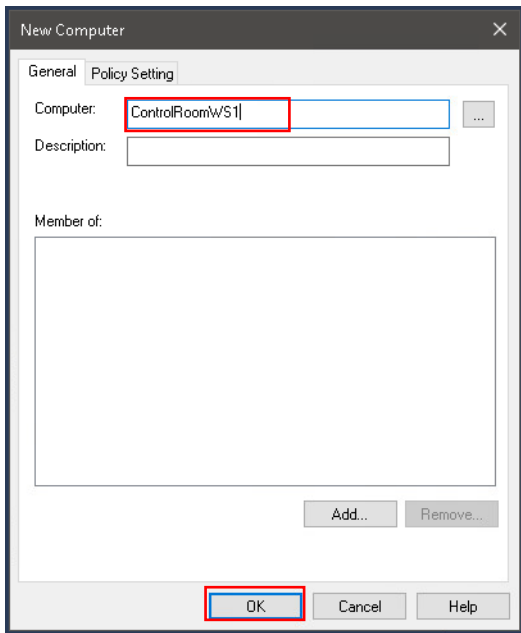 New Computer
General Policy Setting
Computer: ControlRoomWS1 ...
Description:
Member of:
Add... Remove...
OK Cancel Help